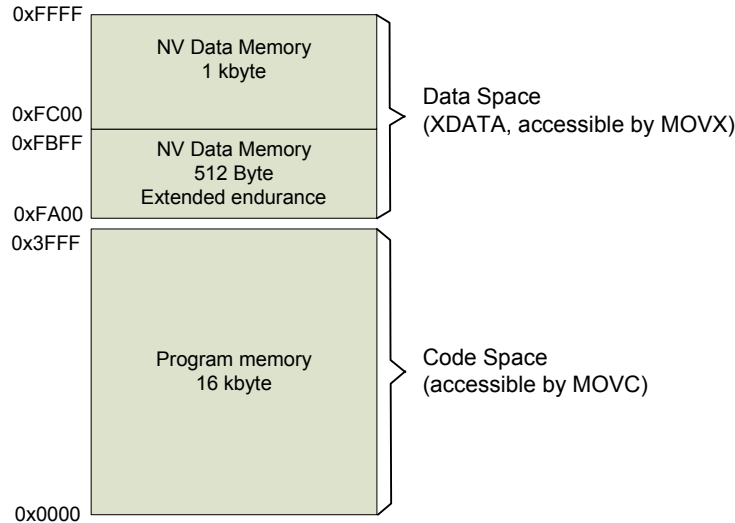 0xFFFF
NV Data Memory
1 kbyte
0xFC00
0xFBFF
NV Data Memory
512 Byte
Extended endurance
0xFA00
Data Space
(XDATA, accessible by MOVX)
0x3FFF
Program memory
16 kbyte
Code Space
(accessible by MOVC)
0x0000